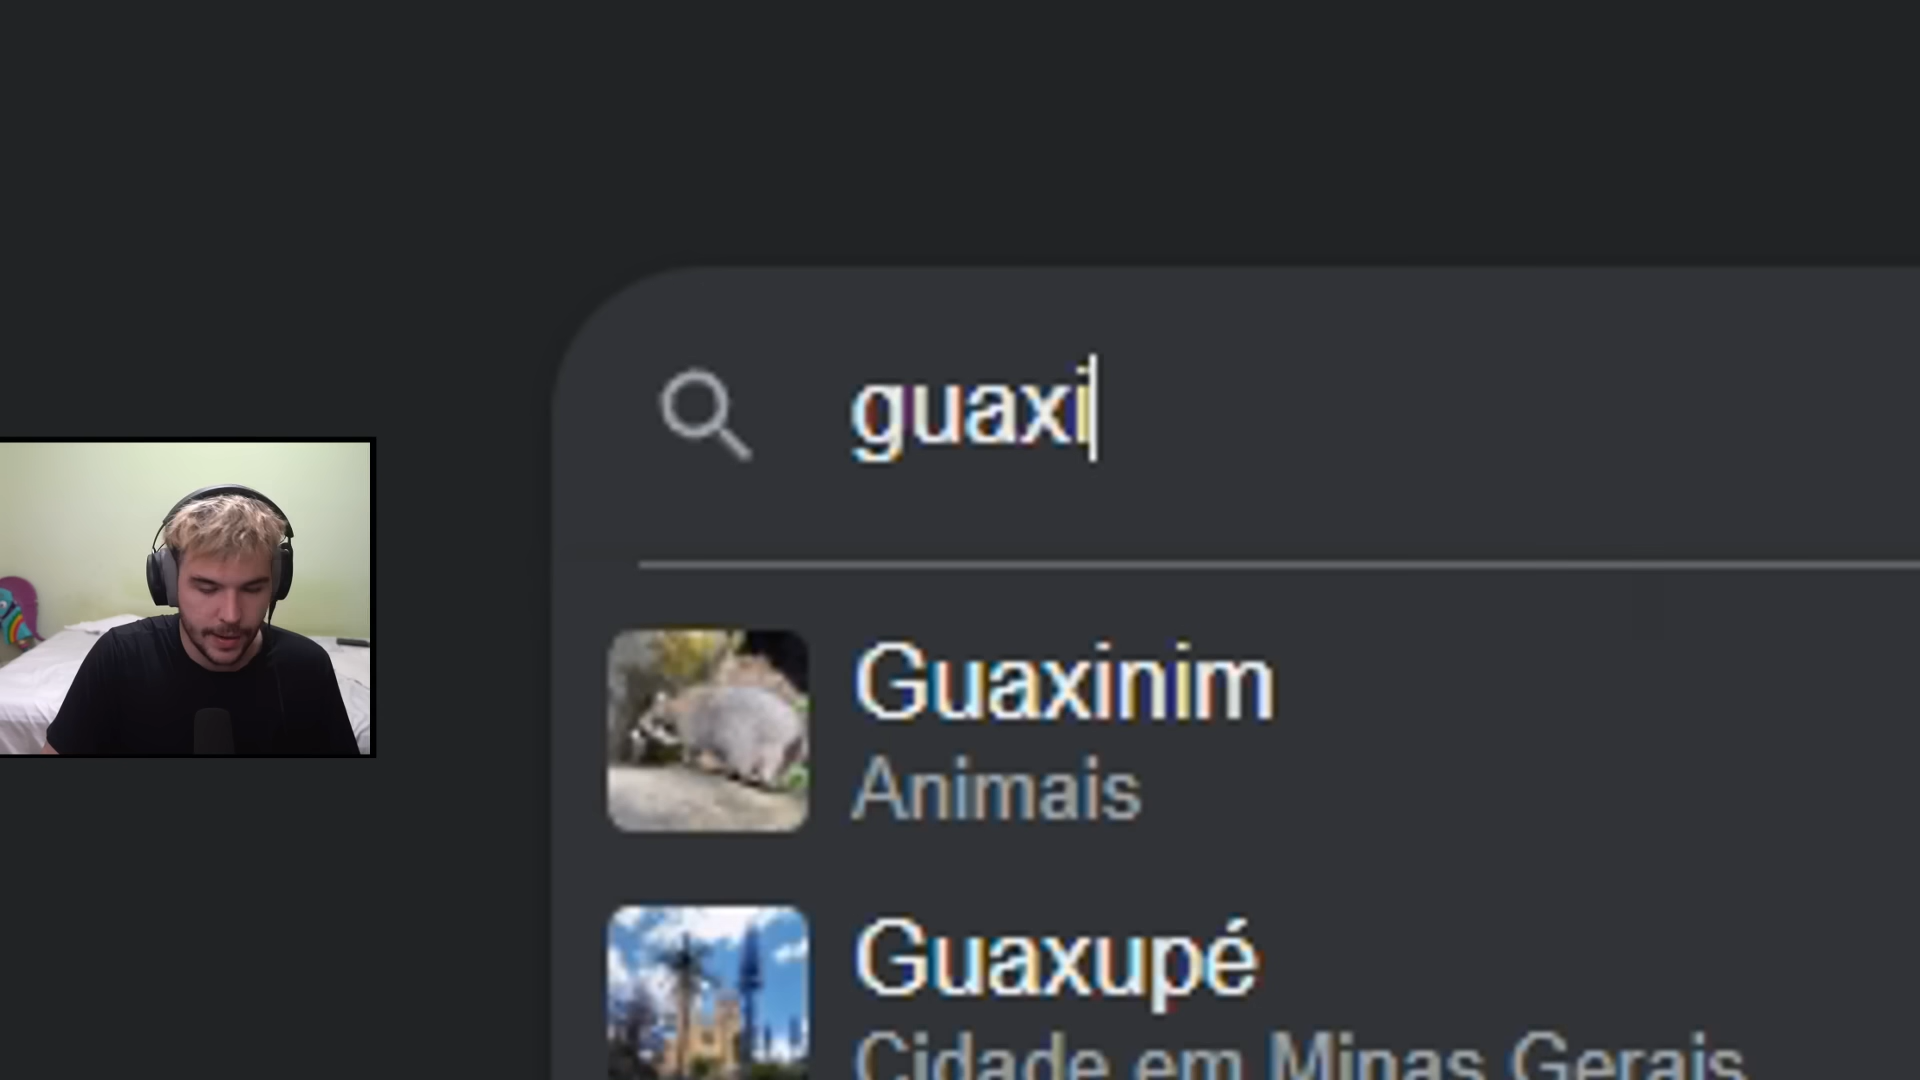 guaxi
Guaxinim
Animais
Guaxupé
Cidade em Minas Gerais